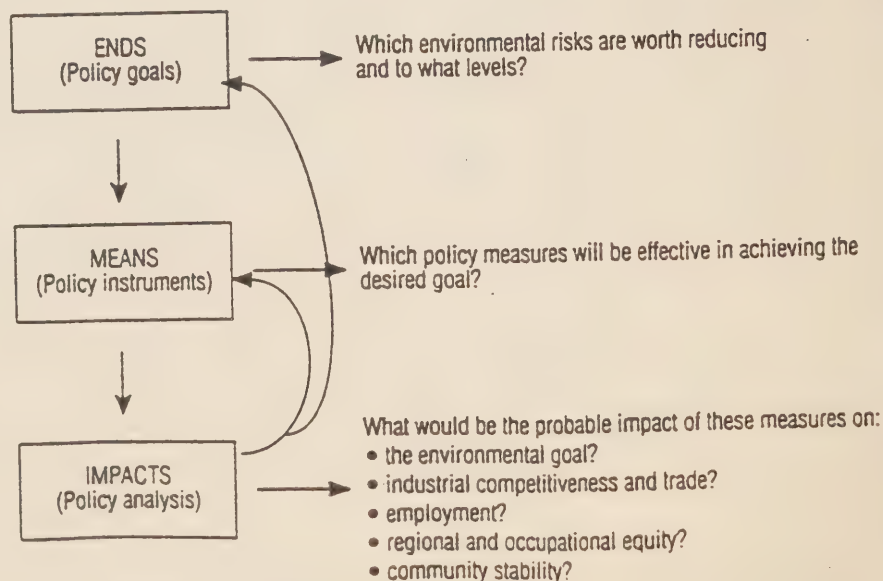 ENDS
(Policy goals)
Which environmental risks are worth reducing
and to what levels?
MEANS
(Policy instruments)
Which policy measures will be effective in achieving the
desired goal?
IMPACTS
(Policy analysis)
What would be the probable impact of these measures on:
• the environmental goal?
• industrial competitiveness and trade?
• employment?
• regional and occupational equity?
• community stability?